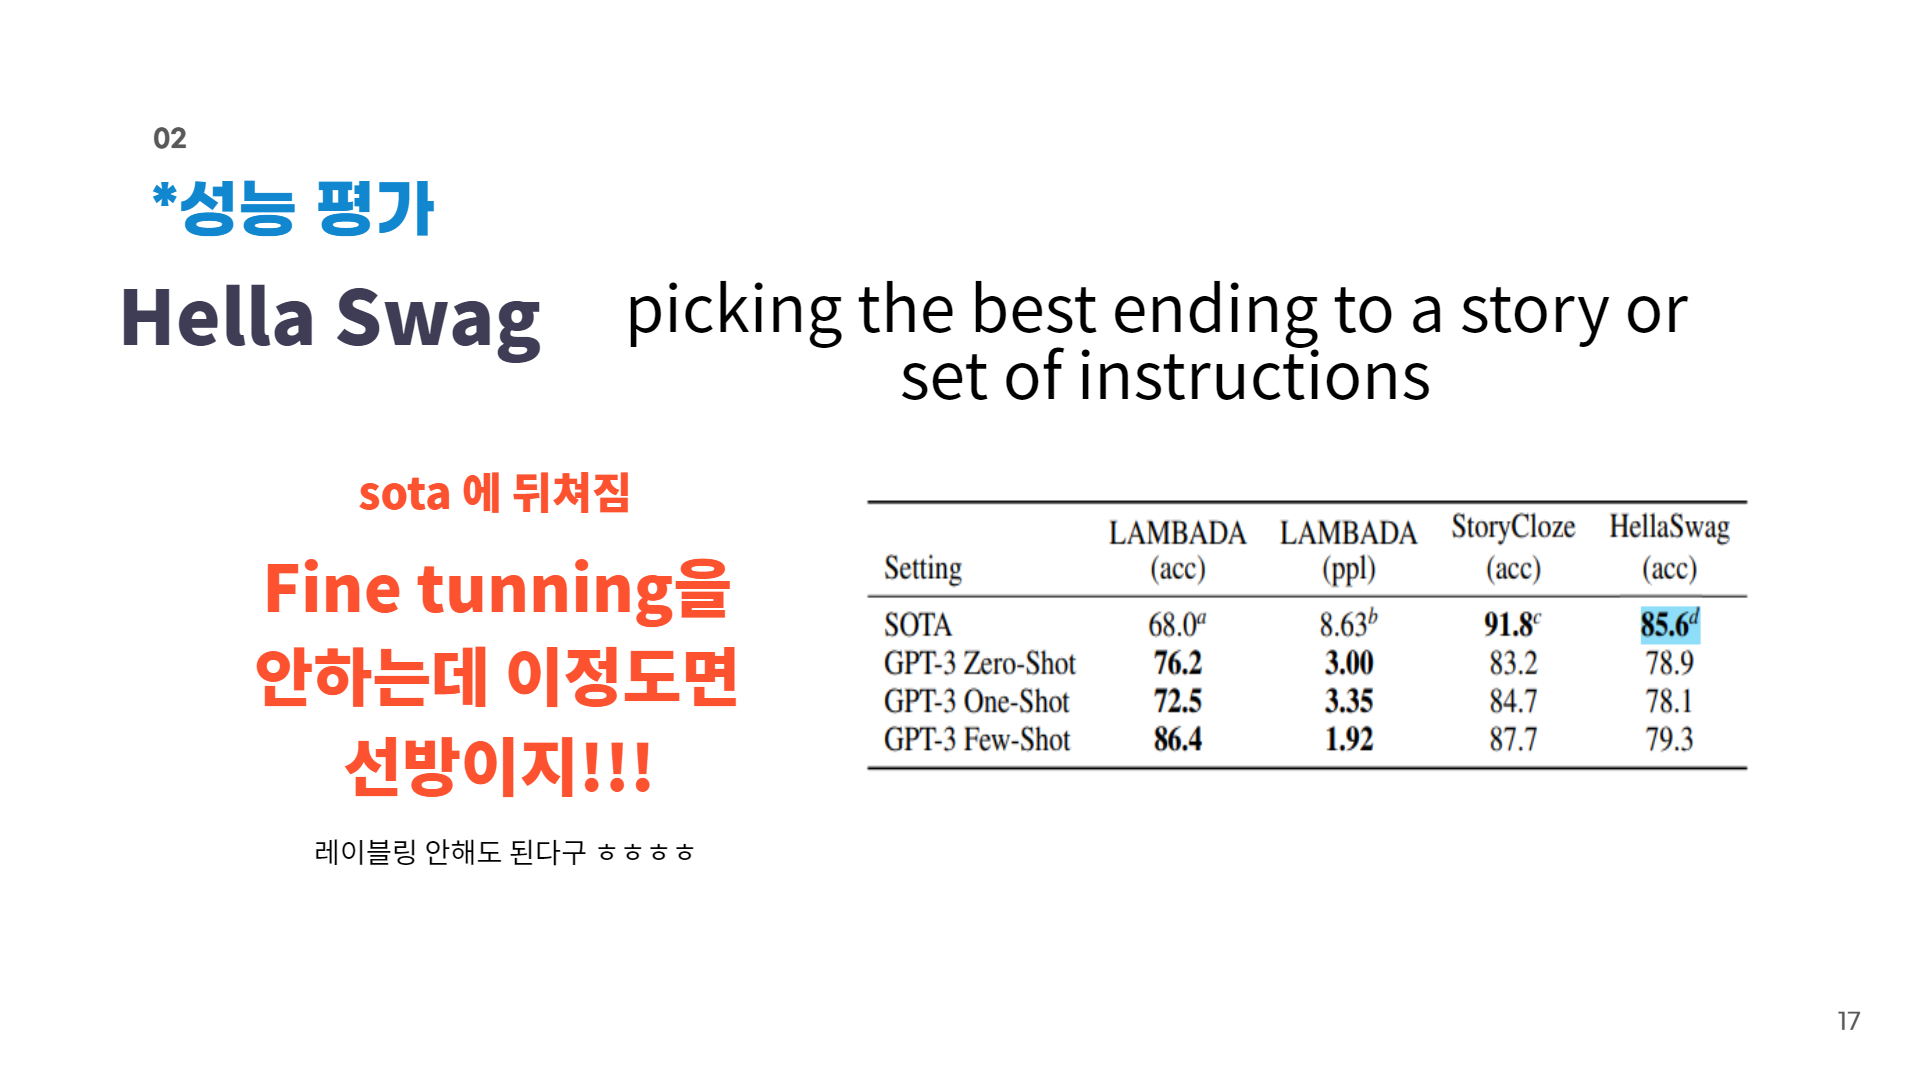 02
*성능 평가
Hella Swag
picking the best ending to a story or
set of instructions
sota 에 뒤쳐짐
Fine tunning을
안하는데 이정도면
선방이지!!!
레이블링 안해도 된다구 ㅎㅎㅎㅎ
Setting LAMBADA (acc) LAMBADA (ppl) StoryCloze (acc) HellaSwag (acc)
SOTA 68.0a 8.63b 91.8c 85.6d
GPT-3 Zero-Shot 76.2 3.00 83.2 78.9
GPT-3 One-Shot 72.5 3.35 84.7 78.1
GPT-3 Few-Shot 86.4 1.92 87.7 79.3
17